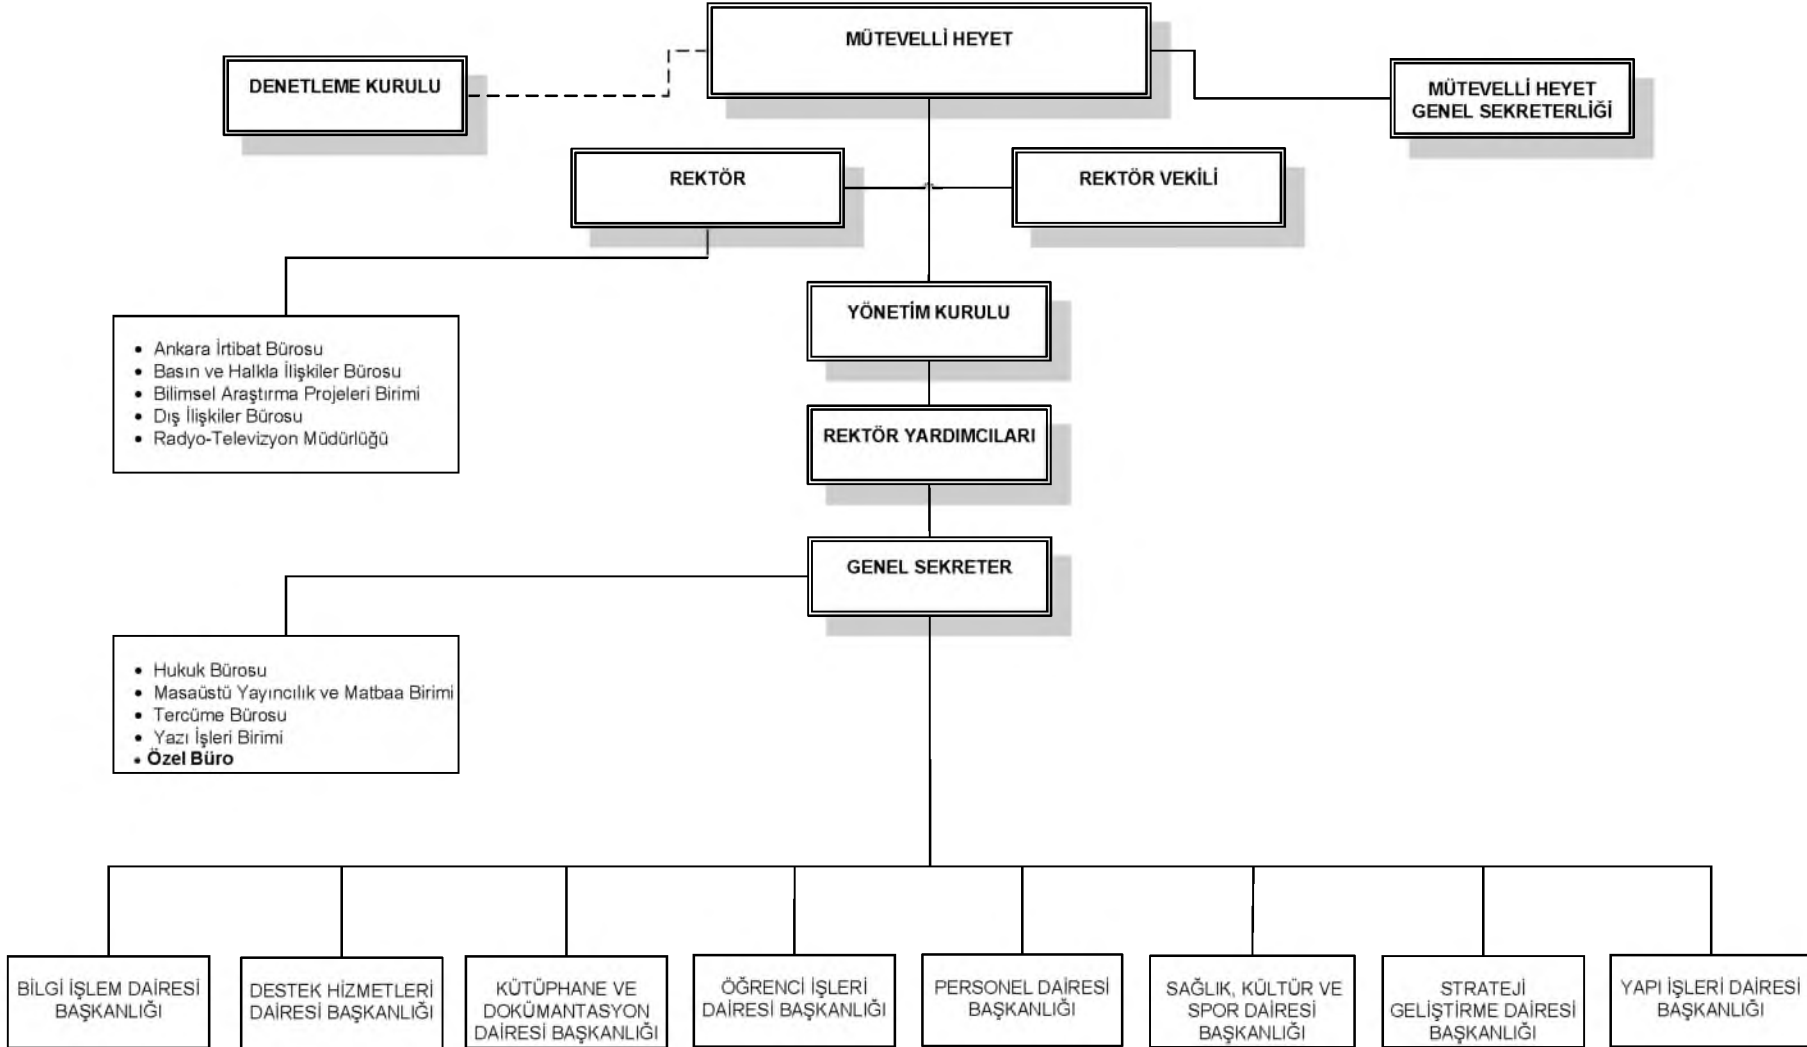 MÜTEVELLİ HEYET
DENETLEME KURULU
MÜTEVELLİ HEYET
GENEL SEKRETERLİĞİ
REKTÖR
REKTÖR VEKİLİ
YÖNETİM KURULU
• Ankara İrtibat Bürosu
• Basın ve Halkla İlişkiler Bürosu
• Bilimsel Araştırma Projeleri Birimi
• Dış İlişkiler Bürosu
• Radyo-Televizyon Müdürlüğü
REKTÖR YARDIMCILARI
GENEL SEKRETER
• Hukuk Bürosu
• Masaüstü Yayıncılık ve Matbaa Birimi
• Tercüme Bürosu
• Yazı İşleri Birimi
• Özel Büro
BİLGİ İŞLEM DAİRESİ
BAŞKANLIĞI
DESTEK HİZMETLERİ
DAİRESİ BAŞKANLIĞI
KÜTÜPHANE VE
DOKÜMANTASYON
DAİRESİ BAŞKANLIĞI
ÖĞRENCİ İŞLERİ
DAİRESİ BAŞKANLIĞI
PERSONEL DAİRESİ
BAŞKANLIĞI
SAĞLIK, KÜLTÜR VE
SPOR DAİRESİ
BAŞKANLIĞI
STRATEJİ
GELİŞTİRME DAİRESİ
BAŞKANLIĞI
YAPI İŞLERİ DAİRESİ
BAŞKANLIĞI